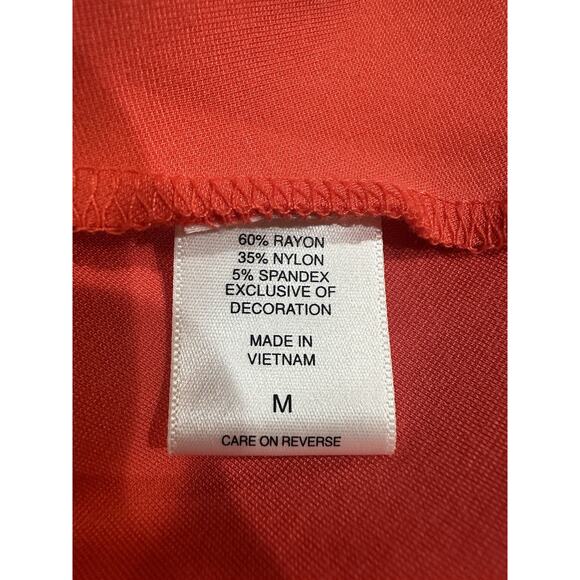 60% RAYON
35% NYLON
5% SPANDEX
EXCLUSIVE OF
DECORATION
MADE IN
VIETNAM
M
CARE ON REVERSE